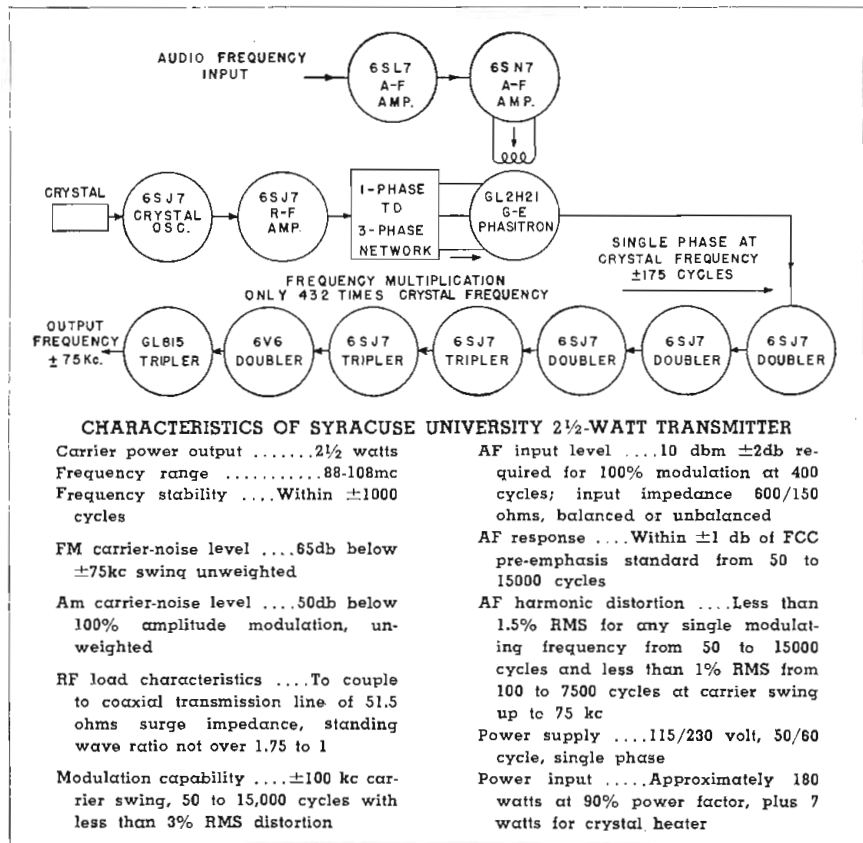 AUDIO FREQUENCY
INPUT
6SL7
A-F
AMP.
6SN7
A-F
AMP.
CRYSTAL
6SJ7
CRYSTAL
OSC.
6SJ7
R-F
AMP.
1-PHASE
TO
3-PHASE
NETWORK
GL2H21
G-E
PHASITRON
SINGLE PHASE AT
CRYSTAL FREQUENCY
±175 CYCLES
FREQUENCY MULTIPLICATION
ONLY 432 TIMES CRYSTAL FREQUENCY
OUTPUT
FREQUENCY
± 75Kc.
GL815
TRIPLER
6V6
DOUBLER
6SJ7
TRIPLER
6SJ7
TRIPLER
6SJ7
DOUBLER
6SJ7
DOUBLER
6SJ7
DOUBLER
CHARACTERISTICS OF SYRACUSE UNIVERSITY 2½-WATT TRANSMITTER
Carrier power output .......2½ watts
Frequency range ...........88-108mc
Frequency stability ....Within ±1000
cycles
FM carrier-noise level ....65db below
±75kc swing unweighted
Am carrier-noise level ....50db below
100% amplitude modulation, un-
weighted
RF load characteristics ....To couple
to coaxial transmission line of 51.5
ohms surge impedance, standing
wave ratio not over 1.75 to 1
Modulation capability ....±100 kc car-
rier swing, 50 to 15,000 cycles with
less than 3% RMS distortion
AF input level ....10 dbm ±2db re-
quired for 100% modulation at 400
cycles; input impedance 600/150
ohms, balanced or unbalanced
AF response ....Within ±1 db of FCC
pre-emphasis standard from 50 to
15000 cycles
AF harmonic distortion ....Less than
1.5% RMS for any single modulat-
ing frequency from 50 to 15000
cycles and less than 1% RMS from
100 to 7500 cycles at carrier swing
up to 75 kc
Power supply ....115/230 volt, 50/60
cycle, single phase
Power input .....Approximately 180
watts at 90% power factor, plus 7
watts for crystal heater